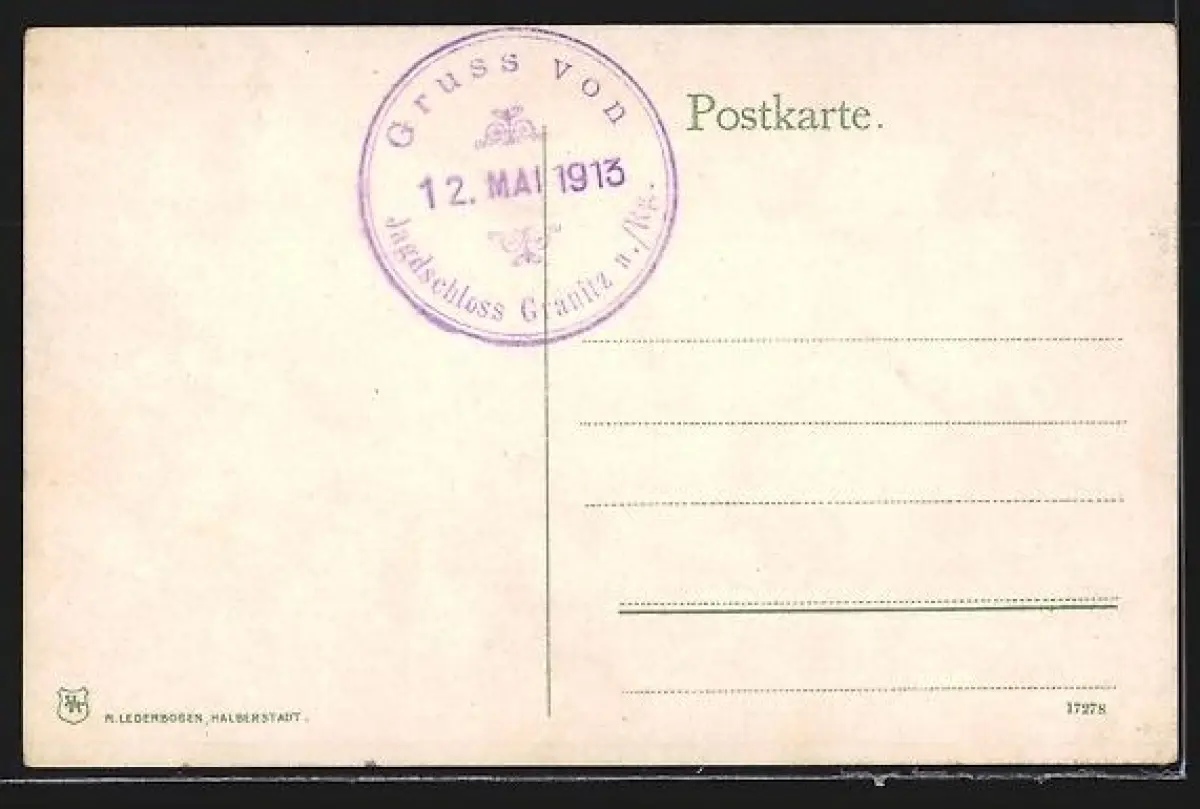 Gruss von
12. MAI 1913
Jagdschloss Granitz a./Rg.
Postkarte.
R. LEDERBOGEN, HALBERSTADT.
17278